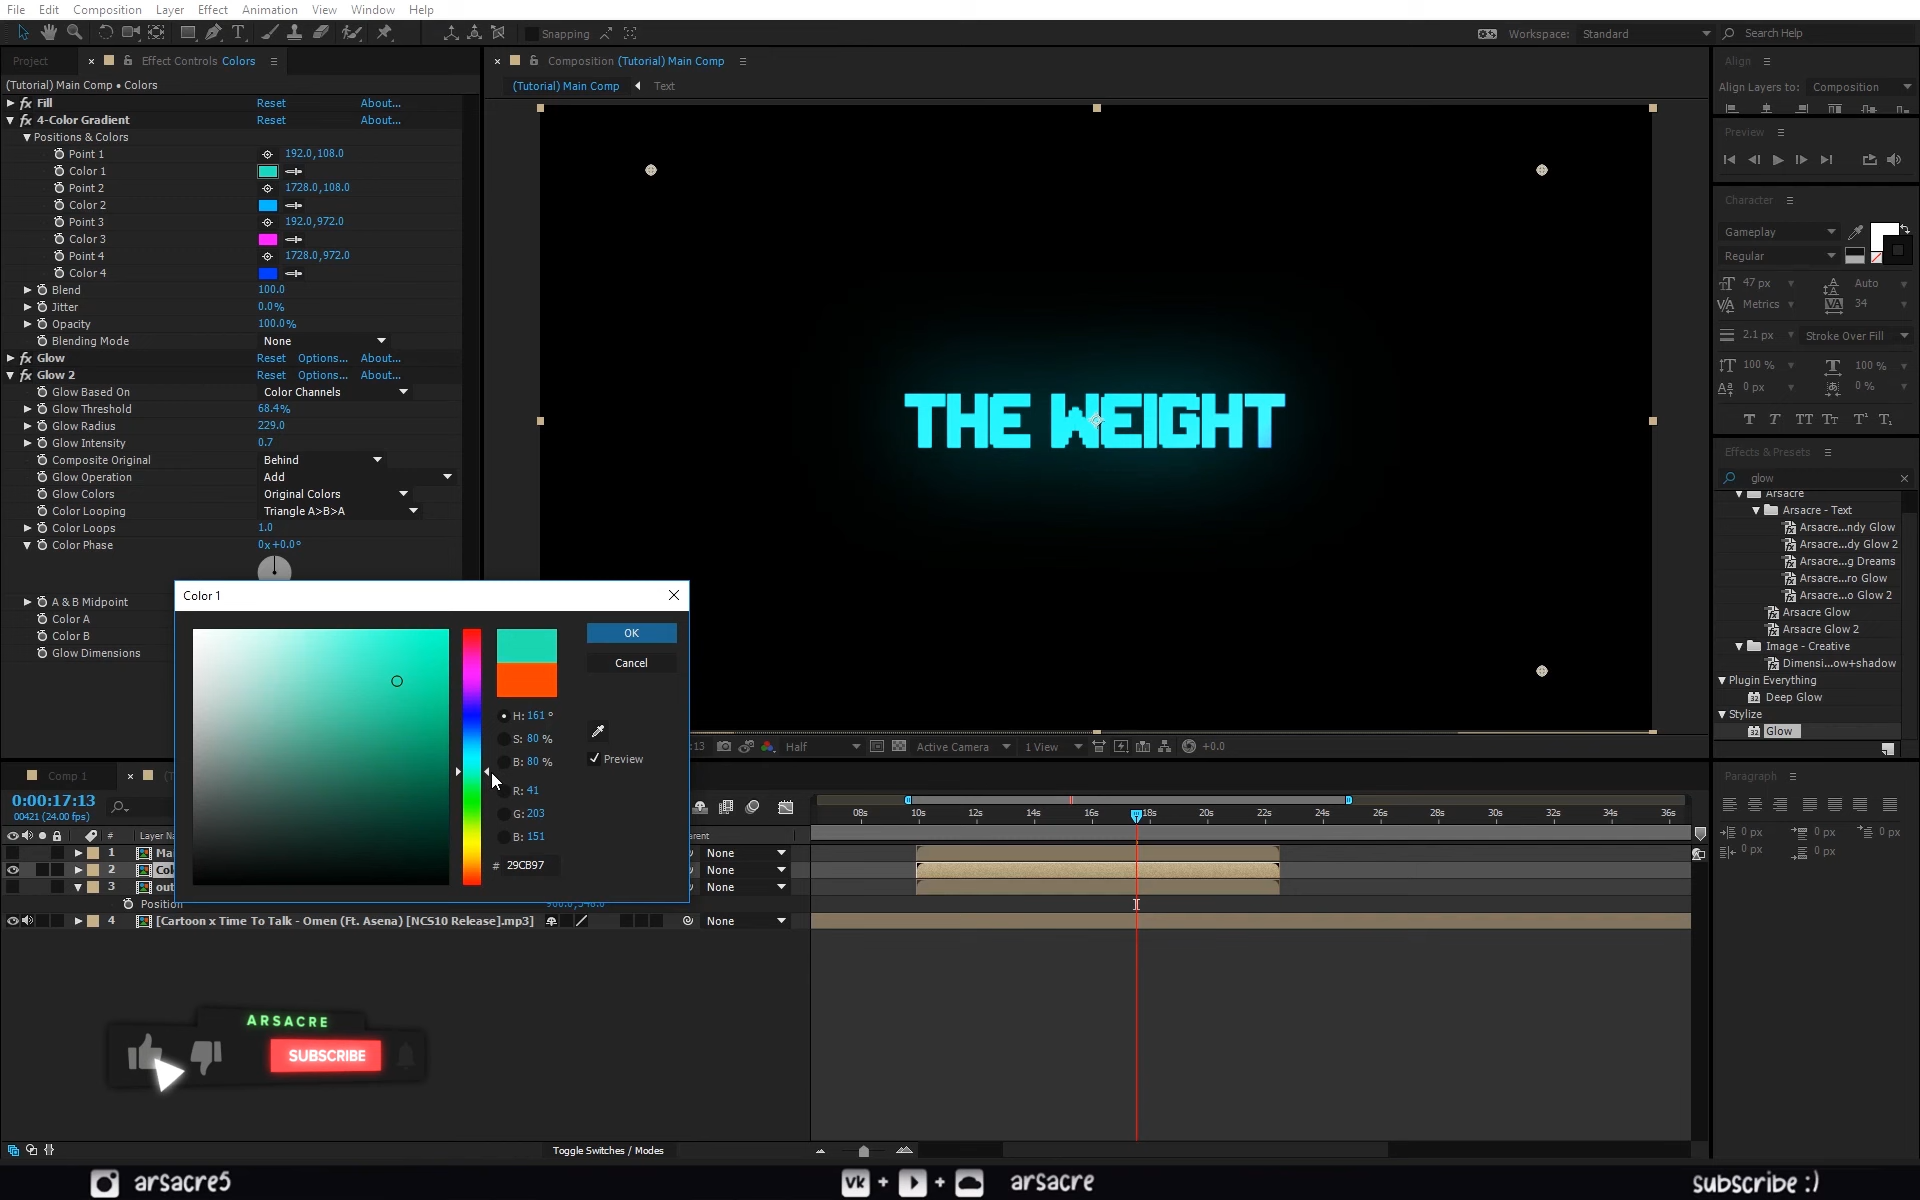 File Edit Composition Layer Effect Animation View Window Help
Snapping
Workspace: Standard
Search Help
Project
Effect Controls Colors
Composition (Tutorial) Main Comp
Align
(Tutorial) Main Comp • Colors
(Tutorial) Main Comp Text
Align Layers to: Composition
Fill Reset About...
4-Color Gradient Reset About...
Positions & Colors
Point 1 192.0,108.0
Color 1
Point 2 1728.0,108.0
Color 2
Point 3 192.0,972.0
Color 3
Point 4 1728.0,972.0
Color 4
Blend 100.0
Jitter 0.0%
Opacity 100.0%
Blending Mode None
Glow Reset Options... About...
Glow 2 Reset Options... About...
Glow Based On Color Channels
Glow Threshold 68.4%
Glow Radius 229.0
Glow Intensity 0.7
Composite Original Behind
Glow Operation Add
Glow Colors Original Colors
Color Looping Triangle A>B>A
Color Loops 1.0
Color Phase 0x+0.0°
A & B Midpoint
Color A
Color B
Glow Dimensions
THE WEIGHT
Preview
Character
Gameplay
Regular
47 px Auto
Metrics 34
2.1 px Stroke Over Fill
100 % 100 %
0 px 0 %
Effects & Presets
glow
Arsacre
Arsacre - Text
Arsacre...ndy Glow
Arsacre...dy Glow 2
Arsacre...g Dreams
Arsacre...ro Glow
Arsacre...o Glow 2
Arsacre Glow
Arsacre Glow 2
Image - Creative
Dimensi...ow+shadow
Plugin Everything
Deep Glow
Stylize
Glow
Color 1
OK
Cancel
H: 161 °
S: 80 %
B: 80 %
Preview
R: 41
G: 203
B: 151
# 29CB97
:13 Half Active Camera 1 View +0.0
Comp 1
0:00:17:13
00421 (24.00 fps)
08s 10s 12s 14s 16s 18s 20s 22s 24s 26s 28s 30s 32s 34s 36s
# Layer Na
arent
1 Ma None
2 Col None
3 out None
Position
4 [Cartoon x Time To Talk - Omen (Ft. Asena) [NCS10 Release].mp3] None
Paragraph
0 px 0 px 0 px
0 px 0 px
ARSACRE
SUBSCRIBE
Toggle Switches / Modes
arsacre5
VK + + arsacre
subscribe :)